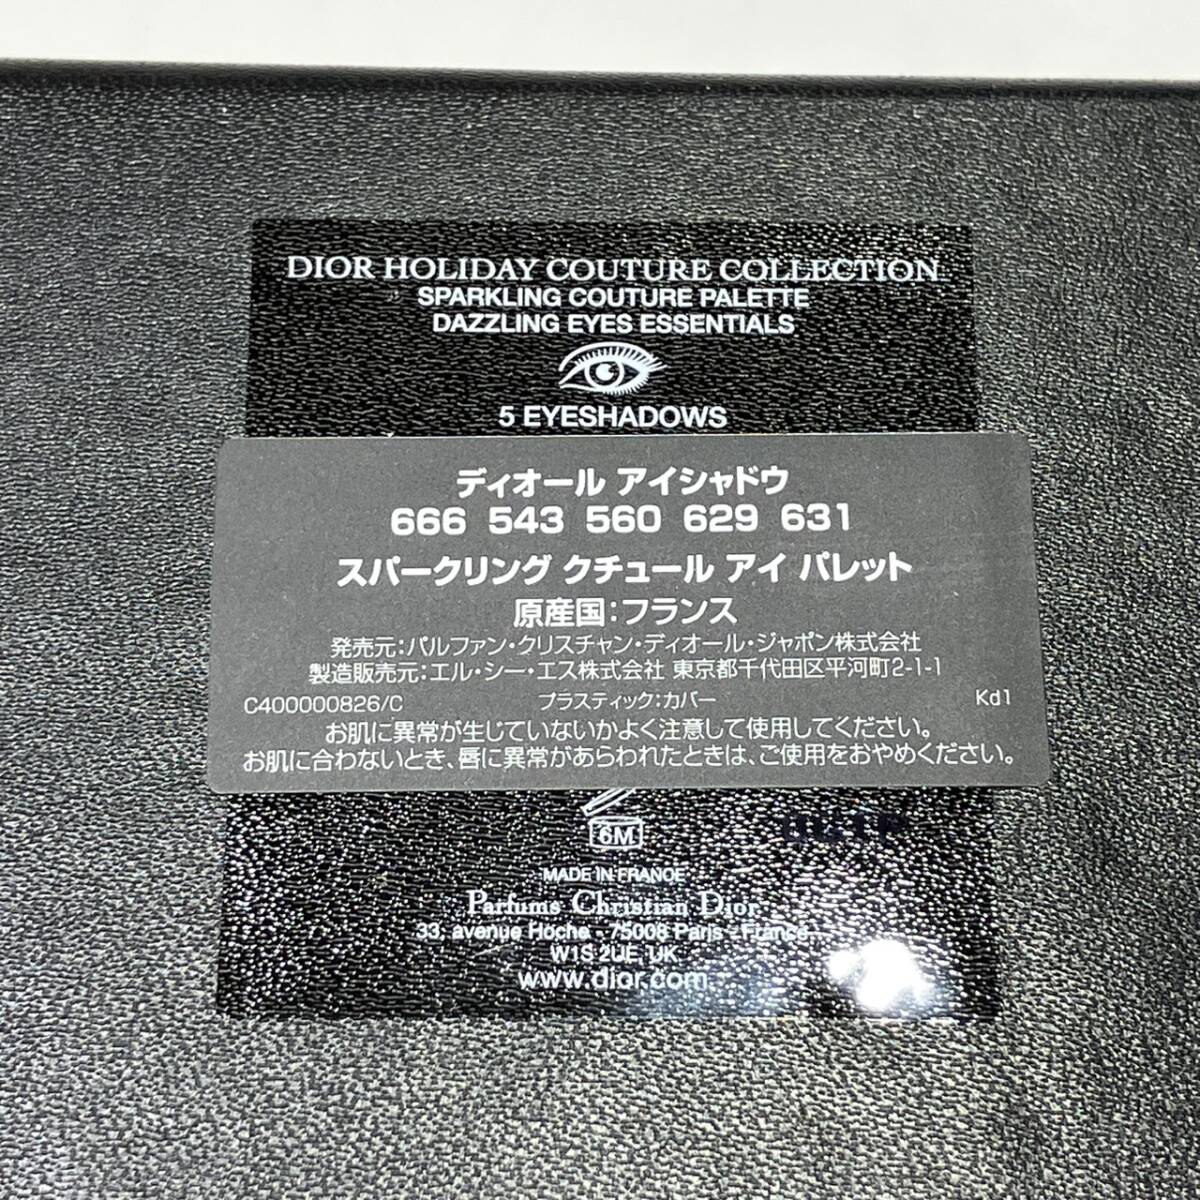 DIOR HOLIDAY COUTURE COLLECTION
SPARKLING COUTURE PALETTE
DAZZLING EYES ESSENTIALS
5 EYESHADOWS
ディオール アイシャドウ
666 543 560 629 631
スパークリング クチュール アイ パレット
原産国：フランス
発売元：パルファン・クリスチャン・ディオール・ジャポン株式会社
製造販売元：エル・シー・エス株式会社 東京都千代田区平河町2-1-1
C400000826/C プラスティック：カバー Kd1
お肌に異常が生じていないかよく注意して使用してください。
お肌に合わないとき、唇に異常があらわれたときは、ご使用をおやめください。
6M
MADE IN FRANCE
Parfums Christian Dior
33, avenue Hoche - 75008 Paris - France
W1S 2UE, UK
www.dior.com